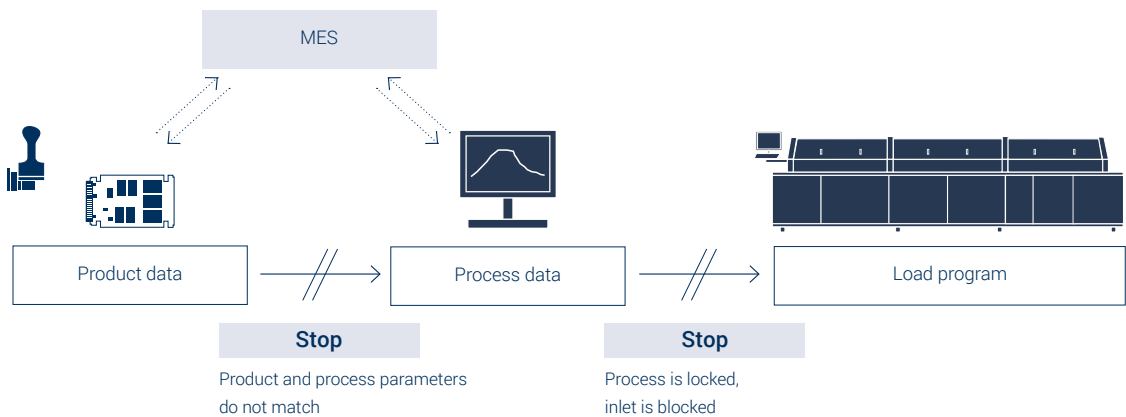 MES
Product data
Process data
Load program
Stop
Product and process parameters
do not match
Stop
Process is locked,
inlet is blocked